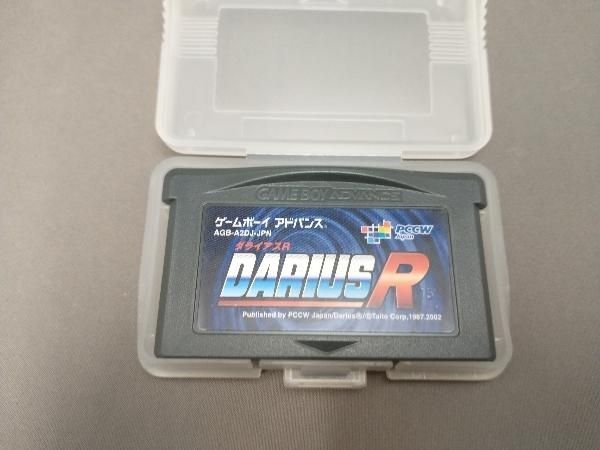 GAME BOY ADVANCE
ゲームボーイ アドバンス
AGB-A2DJ-JPN
PCCW
Japan
ダライアスR
DARIUS R
Published by PCCW Japan/Darius®/©Taito Corp,1987.2002